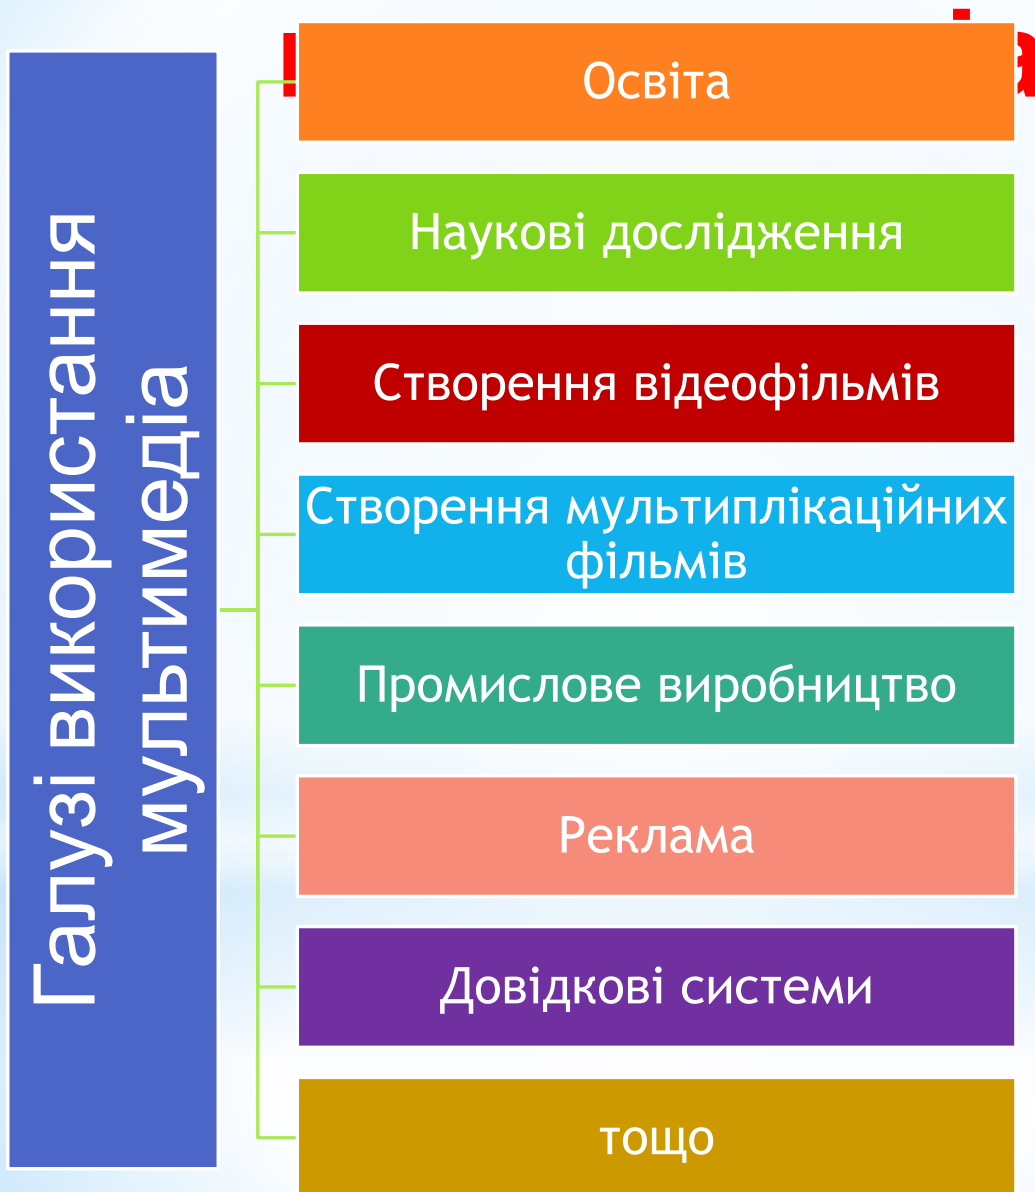 Галузі використання
мультимедіа
Освіта
Наукові дослідження
Створення відеофільмів
Створення мультиплікаційних
фільмів
Промислове виробництво
Реклама
Довідкові системи
тощо